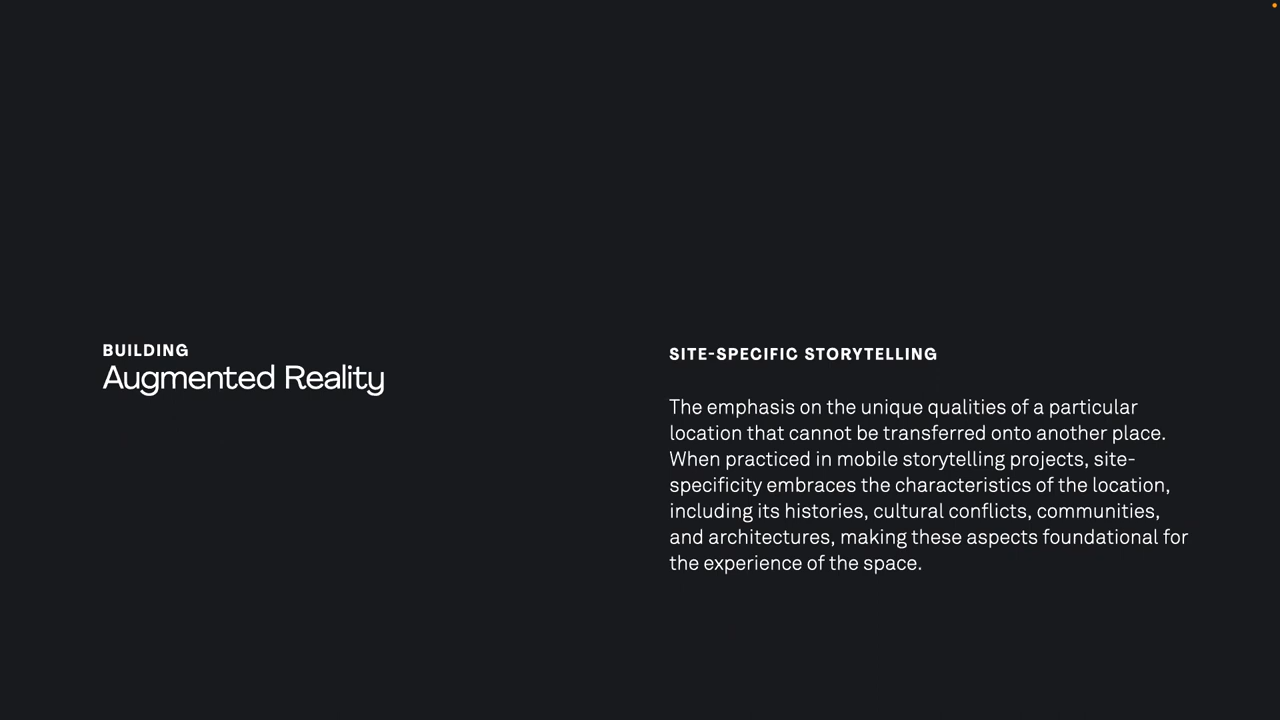 BUILDING
Augmented Reality
SITE-SPECIFIC STORYTELLING
The emphasis on the unique qualities of a particular
location that cannot be transferred onto another place.
When practiced in mobile storytelling projects, site-
specificity embraces the characteristics of the location,
including its histories, cultural conflicts, communities,
and architectures, making these aspects foundational for
the experience of the space.